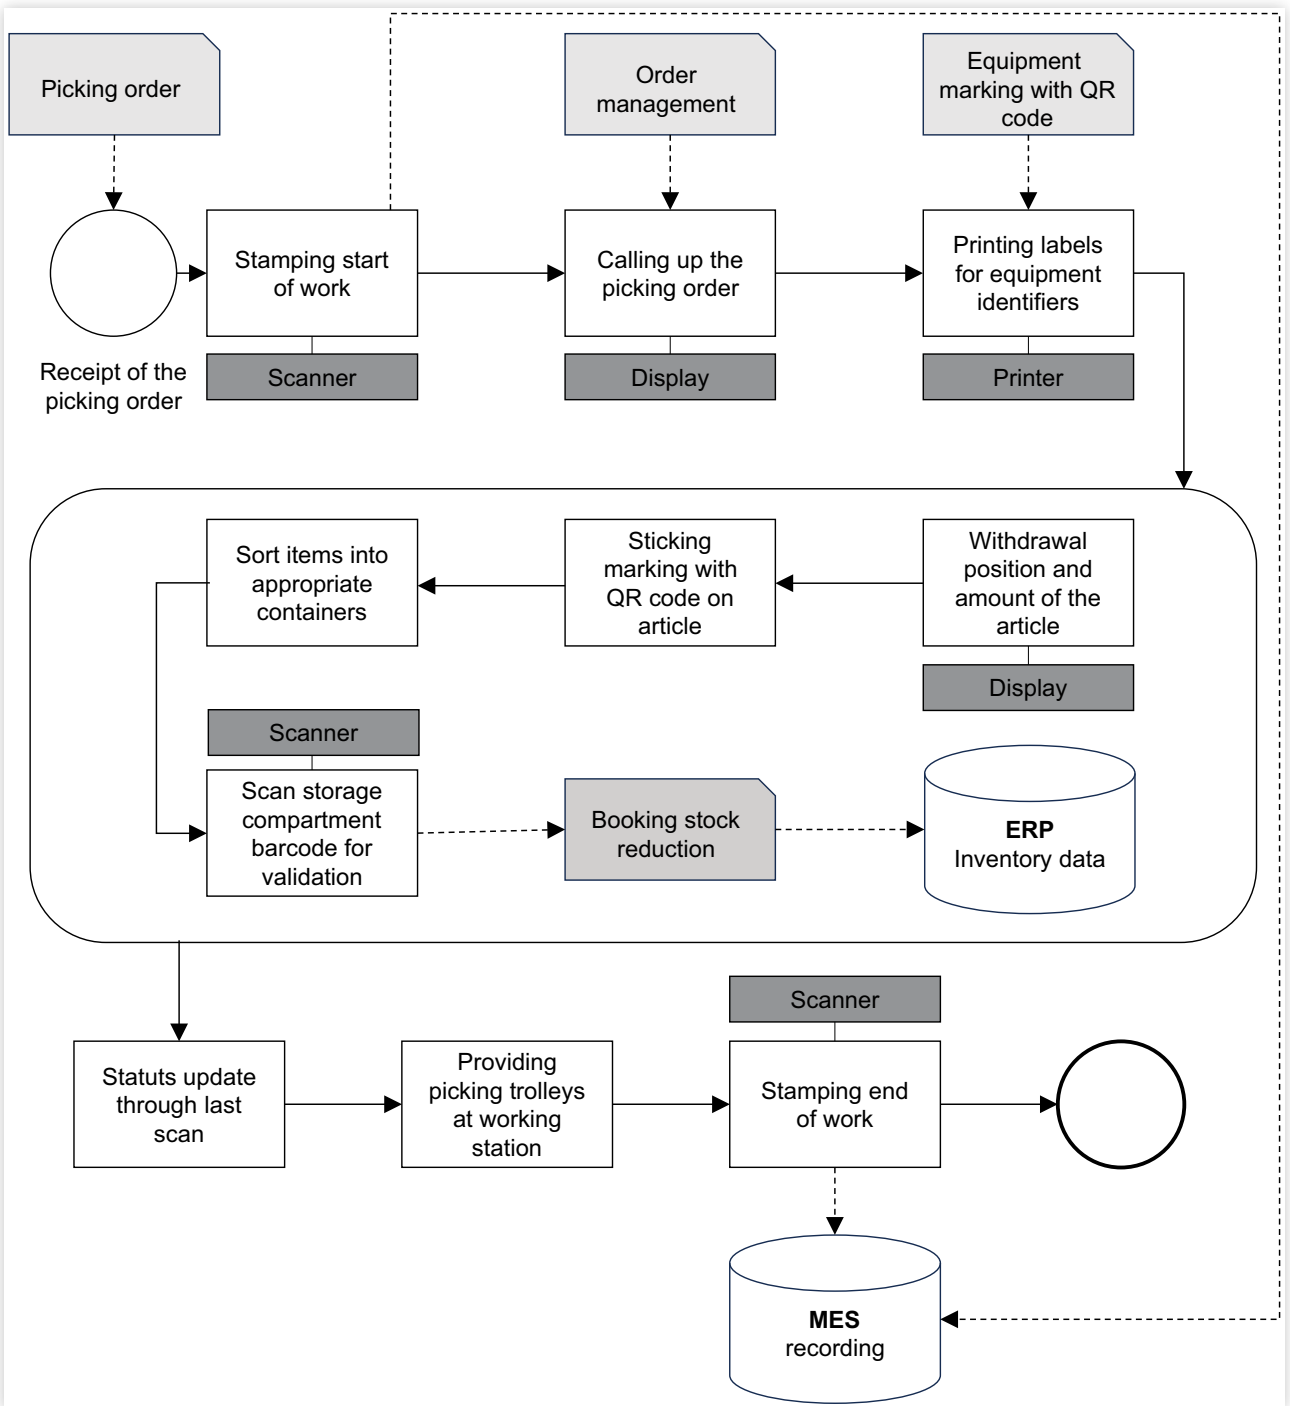 Picking order
Order
management
Equipment
marking with QR
code
Stamping start
of work
Calling up the
picking order
Printing labels
for equipment
identifiers
Receipt of the
picking order
Scanner
Display
Printer
Sort items into
appropriate
containers
Sticking
marking with
QR code on
article
Withdrawal
position and
amount of the
article
Display
Scanner
Scan storage
compartment
barcode for
validation
Booking stock
reduction
ERP
Inventory data
Scanner
Statuts update
through last
scan
Providing
picking trolleys
at working
station
Stamping end
of work
MES
recording